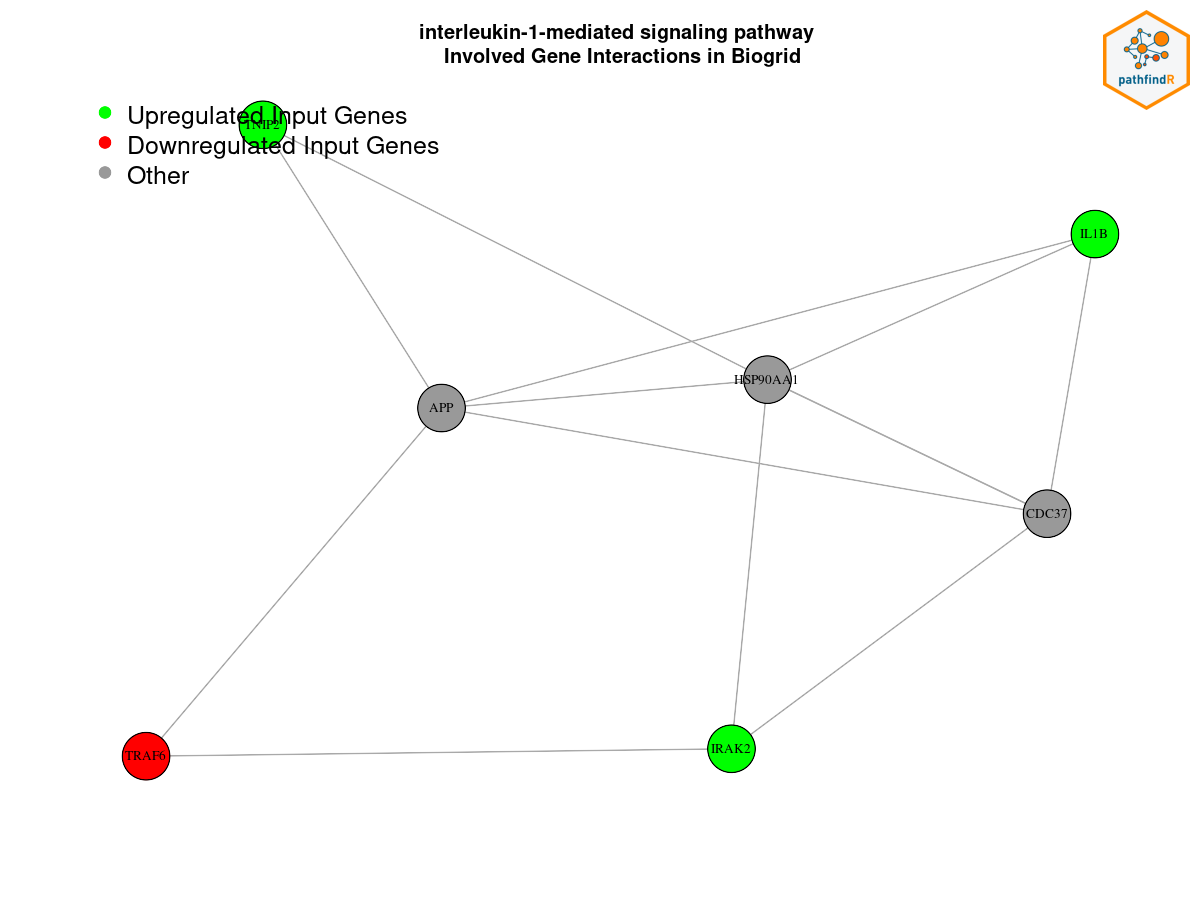 interleukin-1-mediated signaling pathway
Involved Gene Interactions in Biogrid
pathfindR
Upregulated Input Genes
TNIP2
Downregulated Input Genes
Other
IL1B
HSP90AA1
APP
CDC37
IRAK2
TRAF6